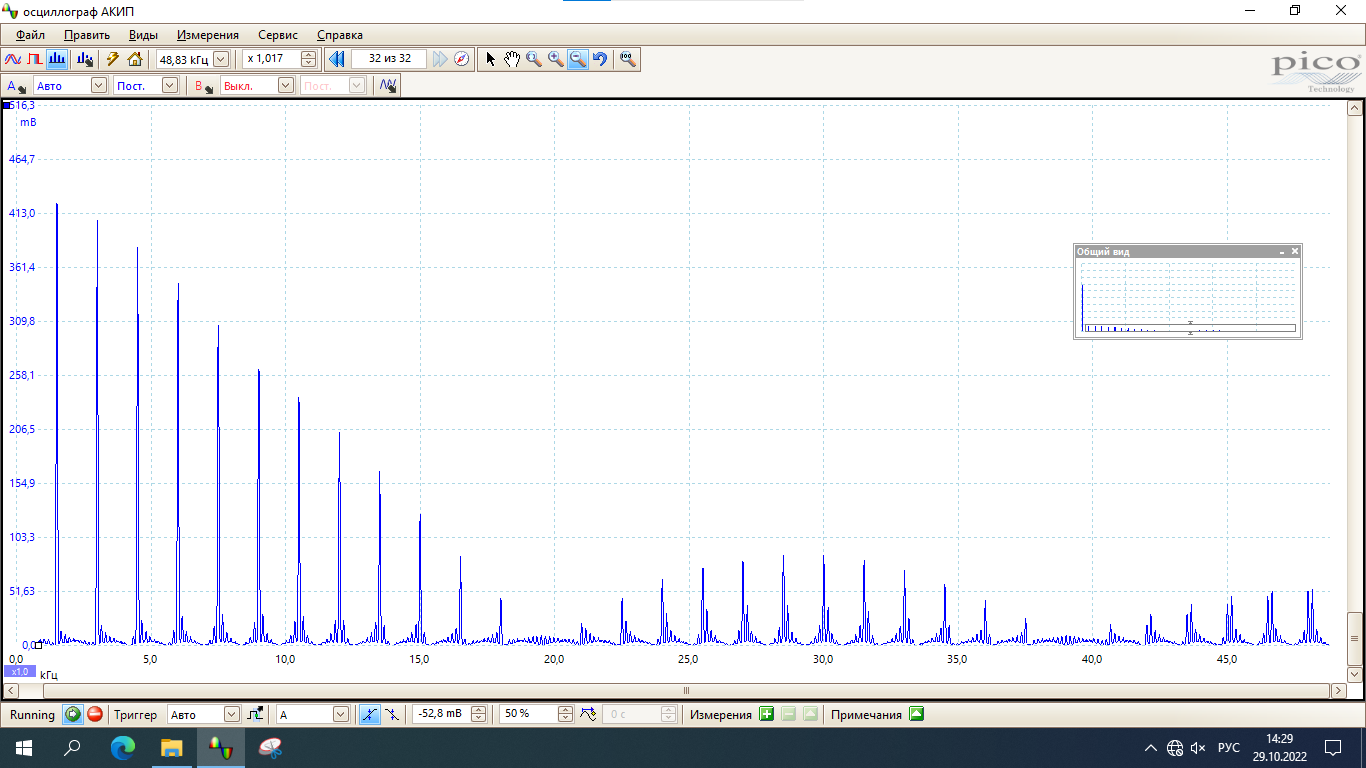 осциллограф АКИП
Файл Править Виды Измерения Сервис Справка
48,83 кГц x 1,017 32 из 32
pico
Technology
A Авто Пост. B Выкл. Пост.
516,3
mB
464,7
413,0
361,4
309,8
258,1
206,5
154,9
103,3
51,63
0,0
Общий вид
0,0 5,0 10,0 15,0 20,0 25,0 30,0 35,0 40,0 45,0
x1,0 кГц
Running Триггер Авто A -52,8 mB 50 % 0 с Измерения Примечания
РУС
14:29
29.10.2022